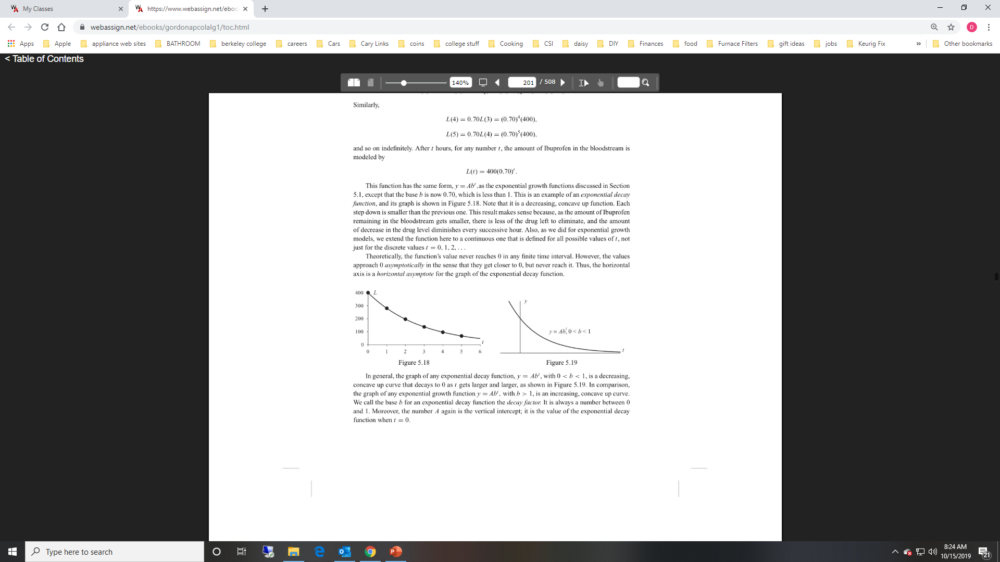 My Classes
https://www.webassign.net/eboo
webassign.net/ebooks/gordonapcolalg1/toc.html
D
Apps Apple appliance web sites BATHROOM berkeley college careers Cars Cary Links coins college stuff Cooking CSI daisy DIY Finances food Furnace Filters gift ideas jobs Keurig Fix » Other bookmarks
< Table of Contents
140% 201 / 508
Similarly,
L(4) = 0.70L(3) = (0.70)⁴(400),
L(5) = 0.70L(4) = (0.70)⁵(400),
and so on indefinitely. After t hours, for any number t, the amount of Ibuprofen in the bloodstream is
modeled by
L(t) = 400(0.70)ᵗ.
This function has the same form, y = Abᵗ,as the exponential growth functions discussed in Section
5.1, except that the base b is now 0.70, which is less than 1. This is an example of an exponential decay
function, and its graph is shown in Figure 5.18. Note that it is a decreasing, concave up function. Each
step down is smaller than the previous one. This result makes sense because, as the amount of Ibuprofen
remaining in the bloodstream gets smaller, there is less of the drug left to eliminate, and the amount
of decrease in the drug level diminishes every successive hour. Also, as we did for exponential growth
models, we extend the function here to a continuous one that is defined for all possible values of t, not
just for the discrete values t = 0, 1, 2, . . .
Theoretically, the function's value never reaches 0 in any finite time interval. However, the values
approach 0 asymptotically in the sense that they get closer to 0, but never reach it. Thus, the horizontal
axis is a horizontal asymptote for the graph of the exponential decay function.
400 L
300
200
100
0
t
0 1 2 3 4 5 6
Figure 5.18
y
y = Abᵗ, 0 < b < 1
t
Figure 5.19
In general, the graph of any exponential decay function, y = Abᵗ, with 0 < b < 1, is a decreasing,
concave up curve that decays to 0 as t gets larger and larger, as shown in Figure 5.19. In comparison,
the graph of any exponential growth function y = Abᵗ, with b > 1, is an increasing, concave up curve.
We call the base b for an exponential decay function the decay factor. It is always a number between 0
and 1. Moreover, the number A again is the vertical intercept; it is the value of the exponential decay
function when t = 0.
Type here to search
8:24 AM
10/15/2019
21